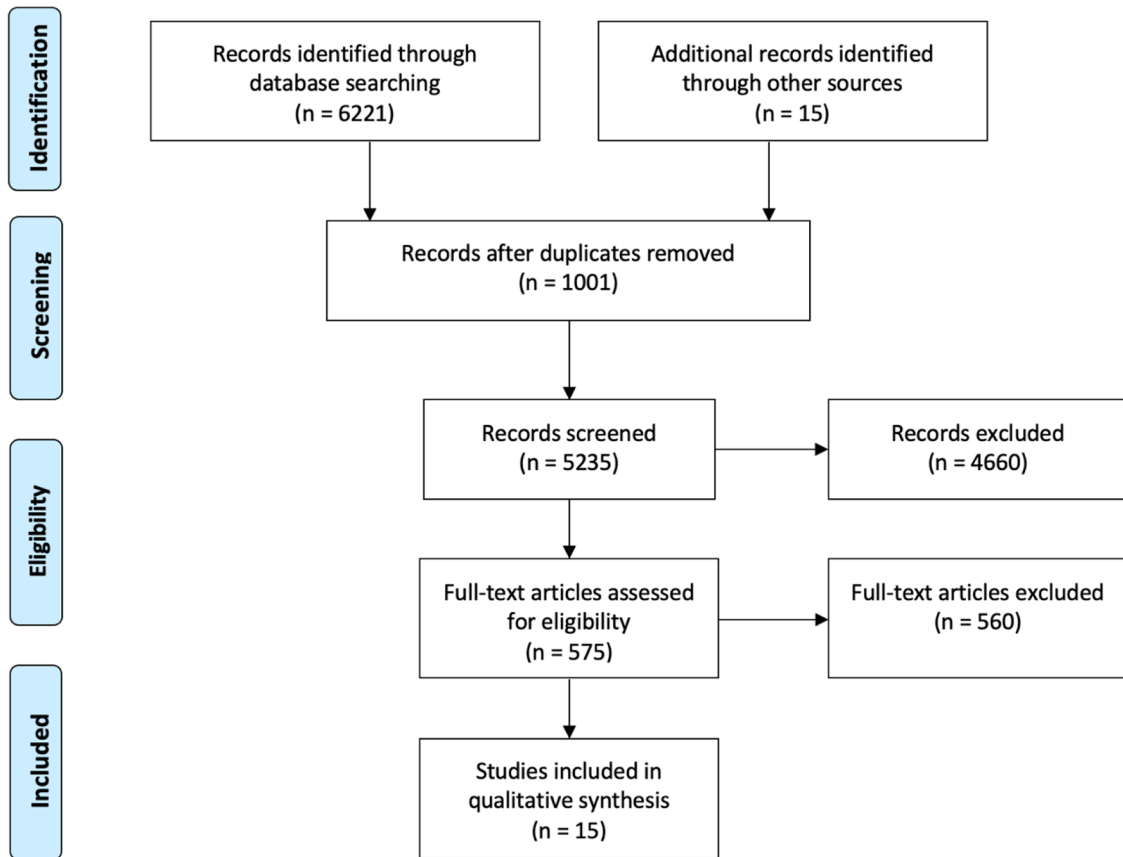 Identification
Records identified through
database searching
(n = 6221)
Additional records identified
through other sources
(n = 15)
Screening
Records after duplicates removed
(n = 1001)
Records screened
(n = 5235)
Records excluded
(n = 4660)
Eligibility
Full-text articles assessed
for eligibility
(n = 575)
Full-text articles excluded
(n = 560)
Included
Studies included in
qualitative synthesis
(n = 15)